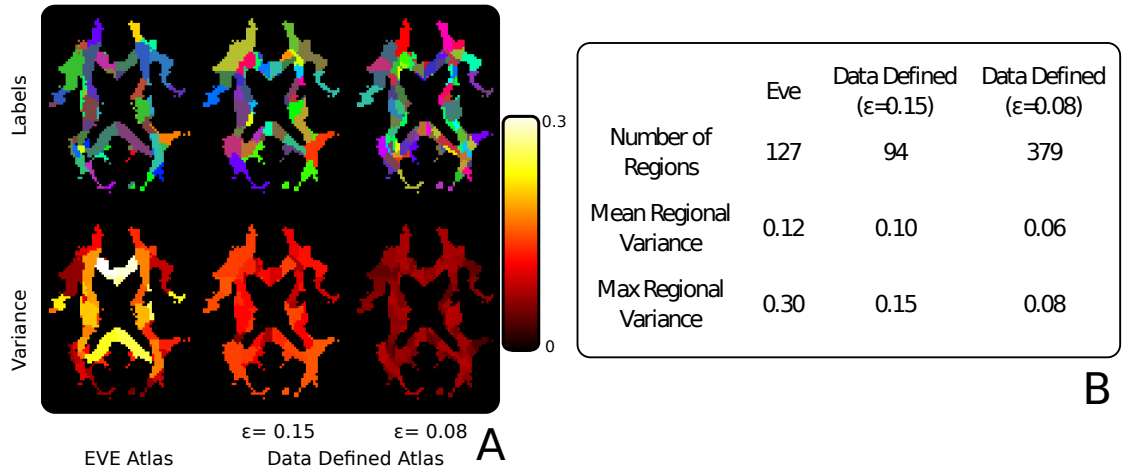 Labels
Variance
0.3
0
ε= 0.15
ε= 0.08
EVE Atlas
Data Defined Atlas
A
Eve
Data Defined
(ε=0.15)
Data Defined
(ε=0.08)
Number of
Regions
127
94
379
Mean Regional
Variance
0.12
0.10
0.06
Max Regional
Variance
0.30
0.15
0.08
B